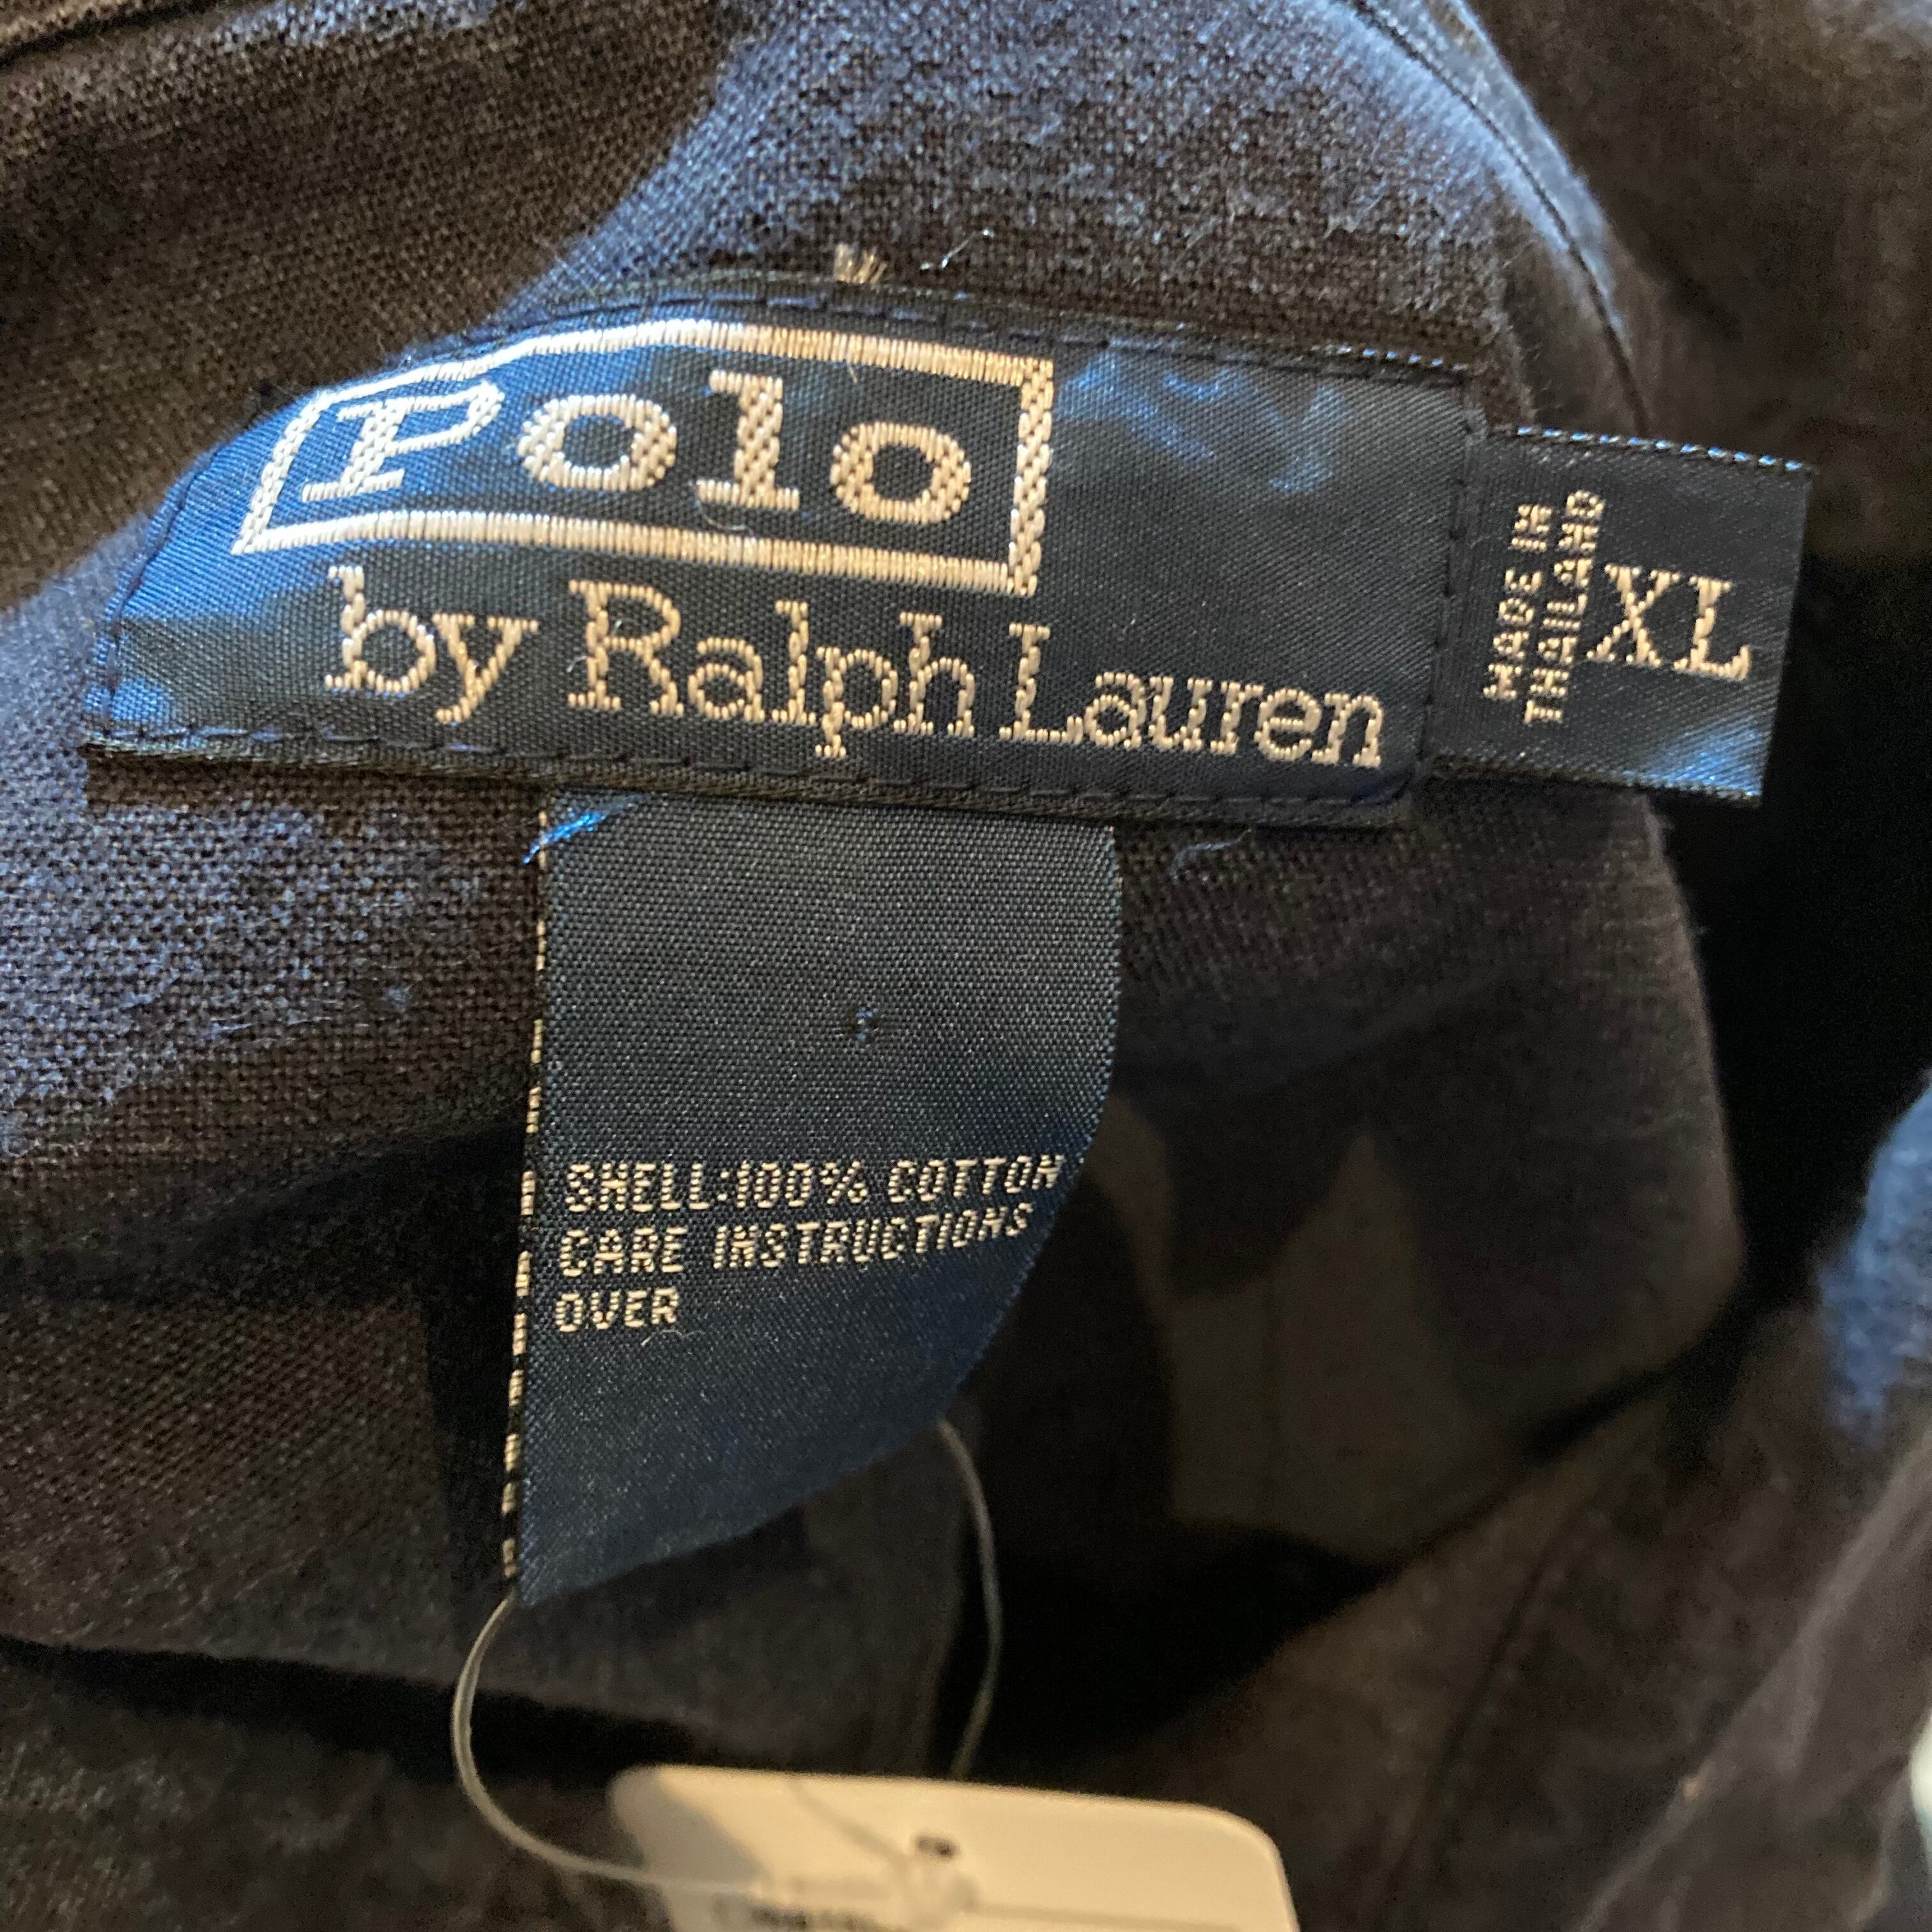 Polo
by Ralph Lauren
MADE IN
THAILAND
XL
SHELL:100% COTTON
CARE INSTRUCTIONS
OVER